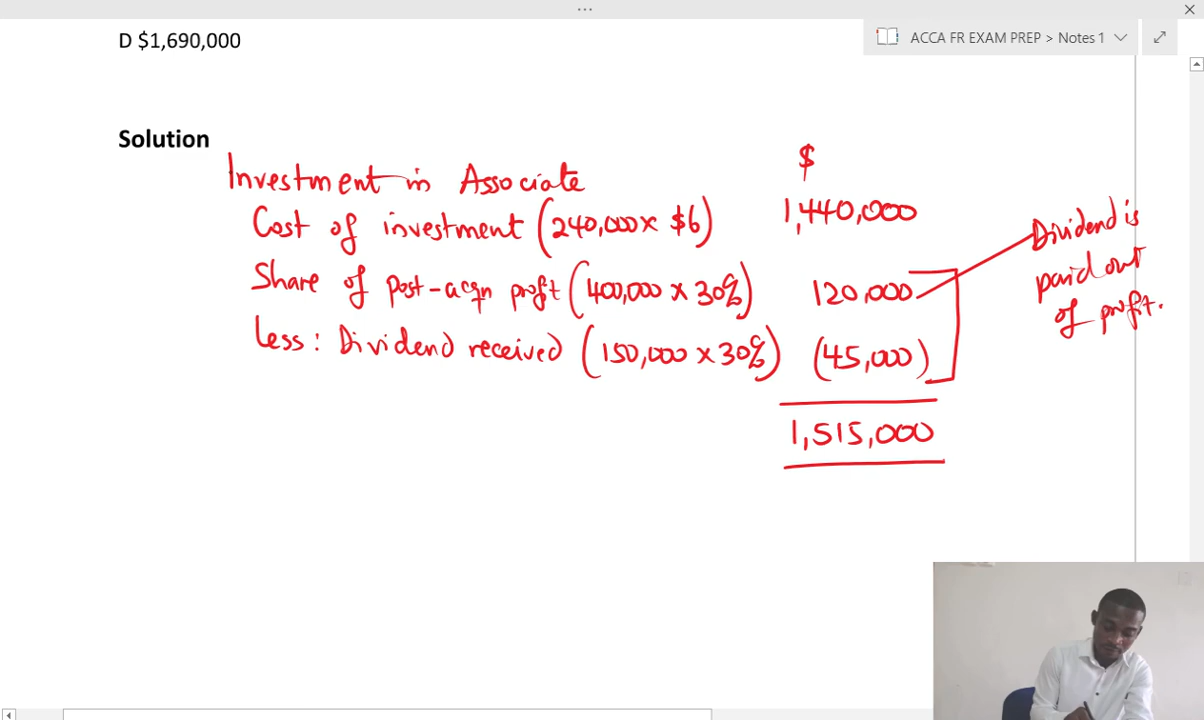 ACCA FR EXAM PREP > Notes 1
D $1,690,000
Solution
Investment in Associate $
Cost of investment (240,000 x $6) 1,440,000
Share of post-acqn profit (400,000 x 30%) 120,000
Less: Dividend received (150,000 x 30%) (45,000)
1,515,000
Dividend is
paid out
of profit.